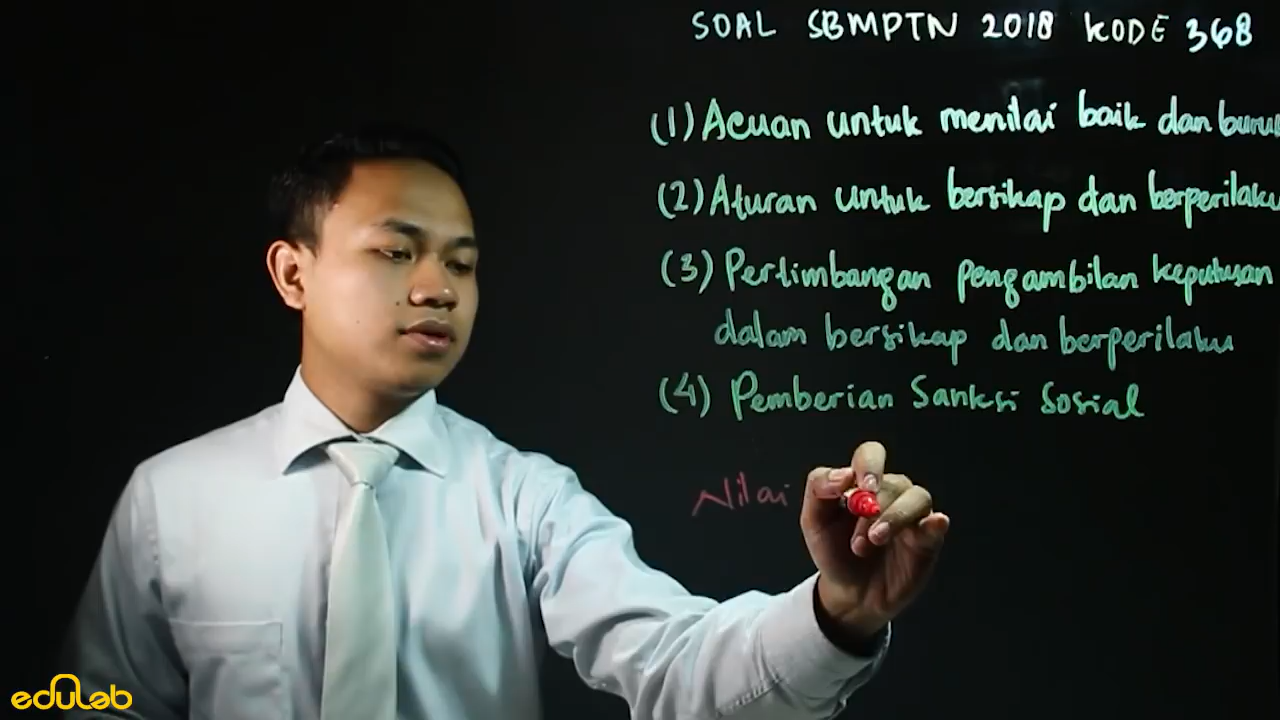 SOAL SBMPTN 2018 KODE 368
(1) Acuan untuk menilai baik dan buru
(2) Aturan untuk bersikap dan berperilaku
(3) Pertimbangan pengambilan keputusan
dalam bersikap dan berperilaku
(4) Pemberian Sanksi Sosial
Nilai
edulab